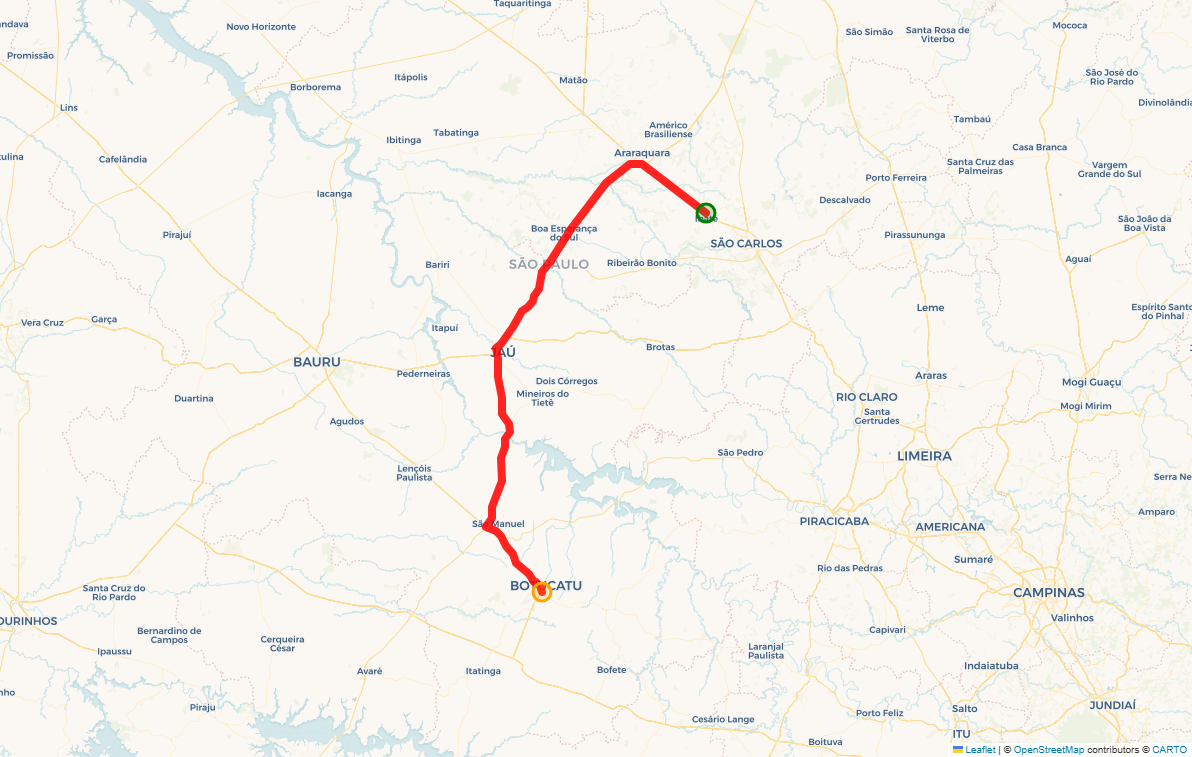 Taquaritinga
Novo Horizonte
Mococa
andava
São Simão
Santa Rosa de
Viterbo
Promissão
Itápolis
Matão
São José do
Rio Pardo
Borborema
Lins
Divinolândia
Tambaú
Américo
Brasiliense
Tabatinga
Ibitinga
Casa Branca
Araraquara
Cafelândia
Santa Cruz das
Palmeiras
Vargem
Grande do Sul
Porto Ferreira
Iacanga
Descalvado
São João da
Boa Vista
Boa Esperança
do Sul
Pirajuí
Pirassununga
SÃO CARLOS
Aguaí
Bariri
SÃO PAULO
Ribeirão Bonito
Leme
Espírito Santo
do Pinhal
Vera Cruz
Garça
Itapuí
Brotas
JAÚ
BAURU
Pederneiras
Dois Córregos
Araras
Mogi Guaçu
Mineiros do
Tietê
Duartina
RIO CLARO
Mogi Mirim
Santa
Gertrudes
Agudos
São Pedro
LIMEIRA
Lençóis
Paulista
Serra Ne
Amparo
São Manuel
PIRACICABA
AMERICANA
Sumaré
Rio das Pedras
BOTUCATU
Santa Cruz do
Rio Pardo
CAMPINAS
Valinhos
OURINHOS
Bernardino de
Campos
Capivari
Cerqueira
César
Ipaussu
Laranjal
Paulista
Avaré
Itatinga
Bofete
Indaiatuba
Piraju
Salto
JUNDIAÍ
Porto Feliz
Cesário Lange
ITU
Boituva
Leaflet | © OpenStreetMap contributors © CARTO